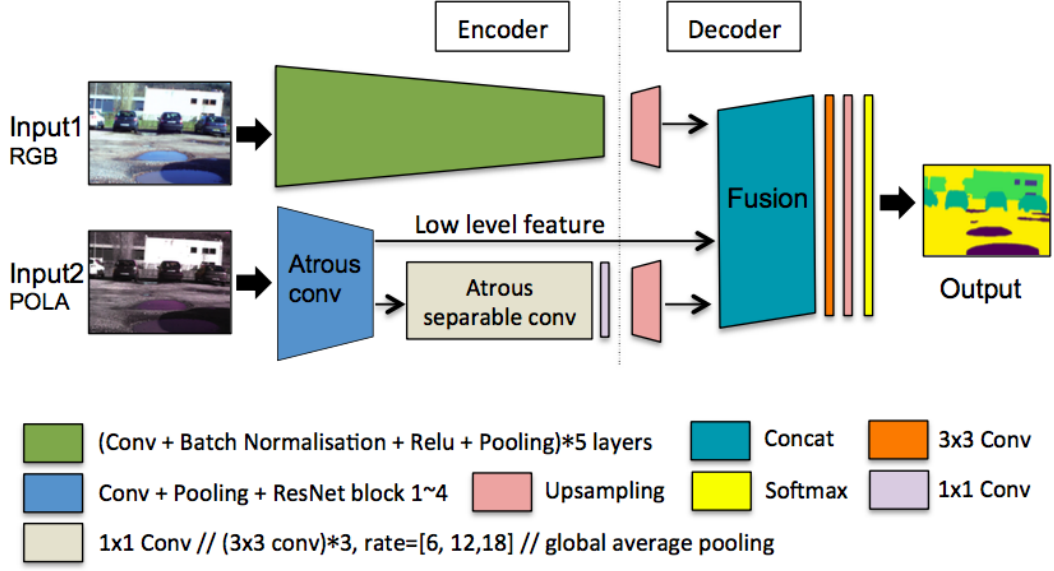 Encoder
Decoder
Input1
RGB
Fusion
Low level feature
Input2
POLA
Atrous
conv
Atrous
separable conv
Output
(Conv + Batch Normalisation + Relu + Pooling)*5 layers
Concat
3x3 Conv
Conv + Pooling + ResNet block 1~4
Upsampling
Softmax
1x1 Conv
1x1 Conv // (3x3 conv)*3, rate=[6, 12,18] // global average pooling